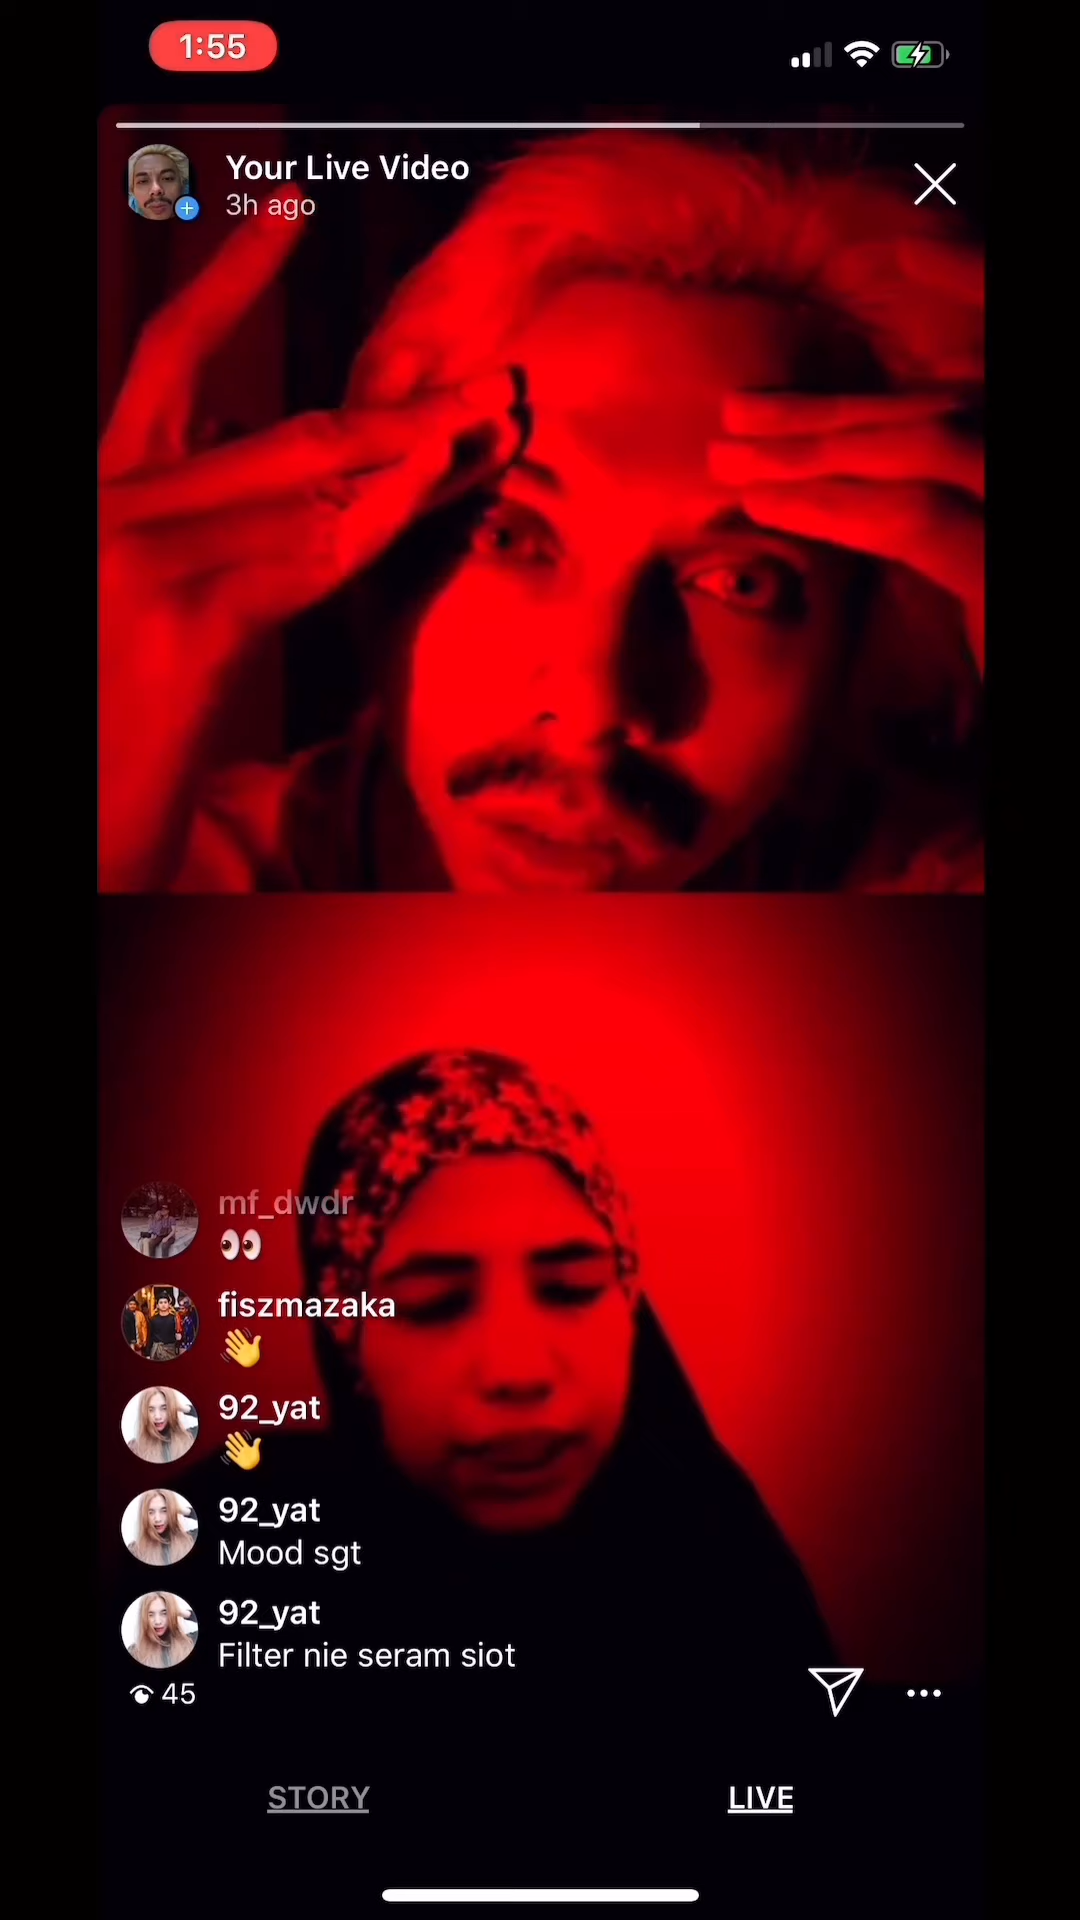 1:55
Your Live Video
3h ago
mf_dwdr
👀
fiszmazaka
👋
92_yat
👋
92_yat
Mood sgt
92_yat
Filter nie seram siot
45
STORY
LIVE